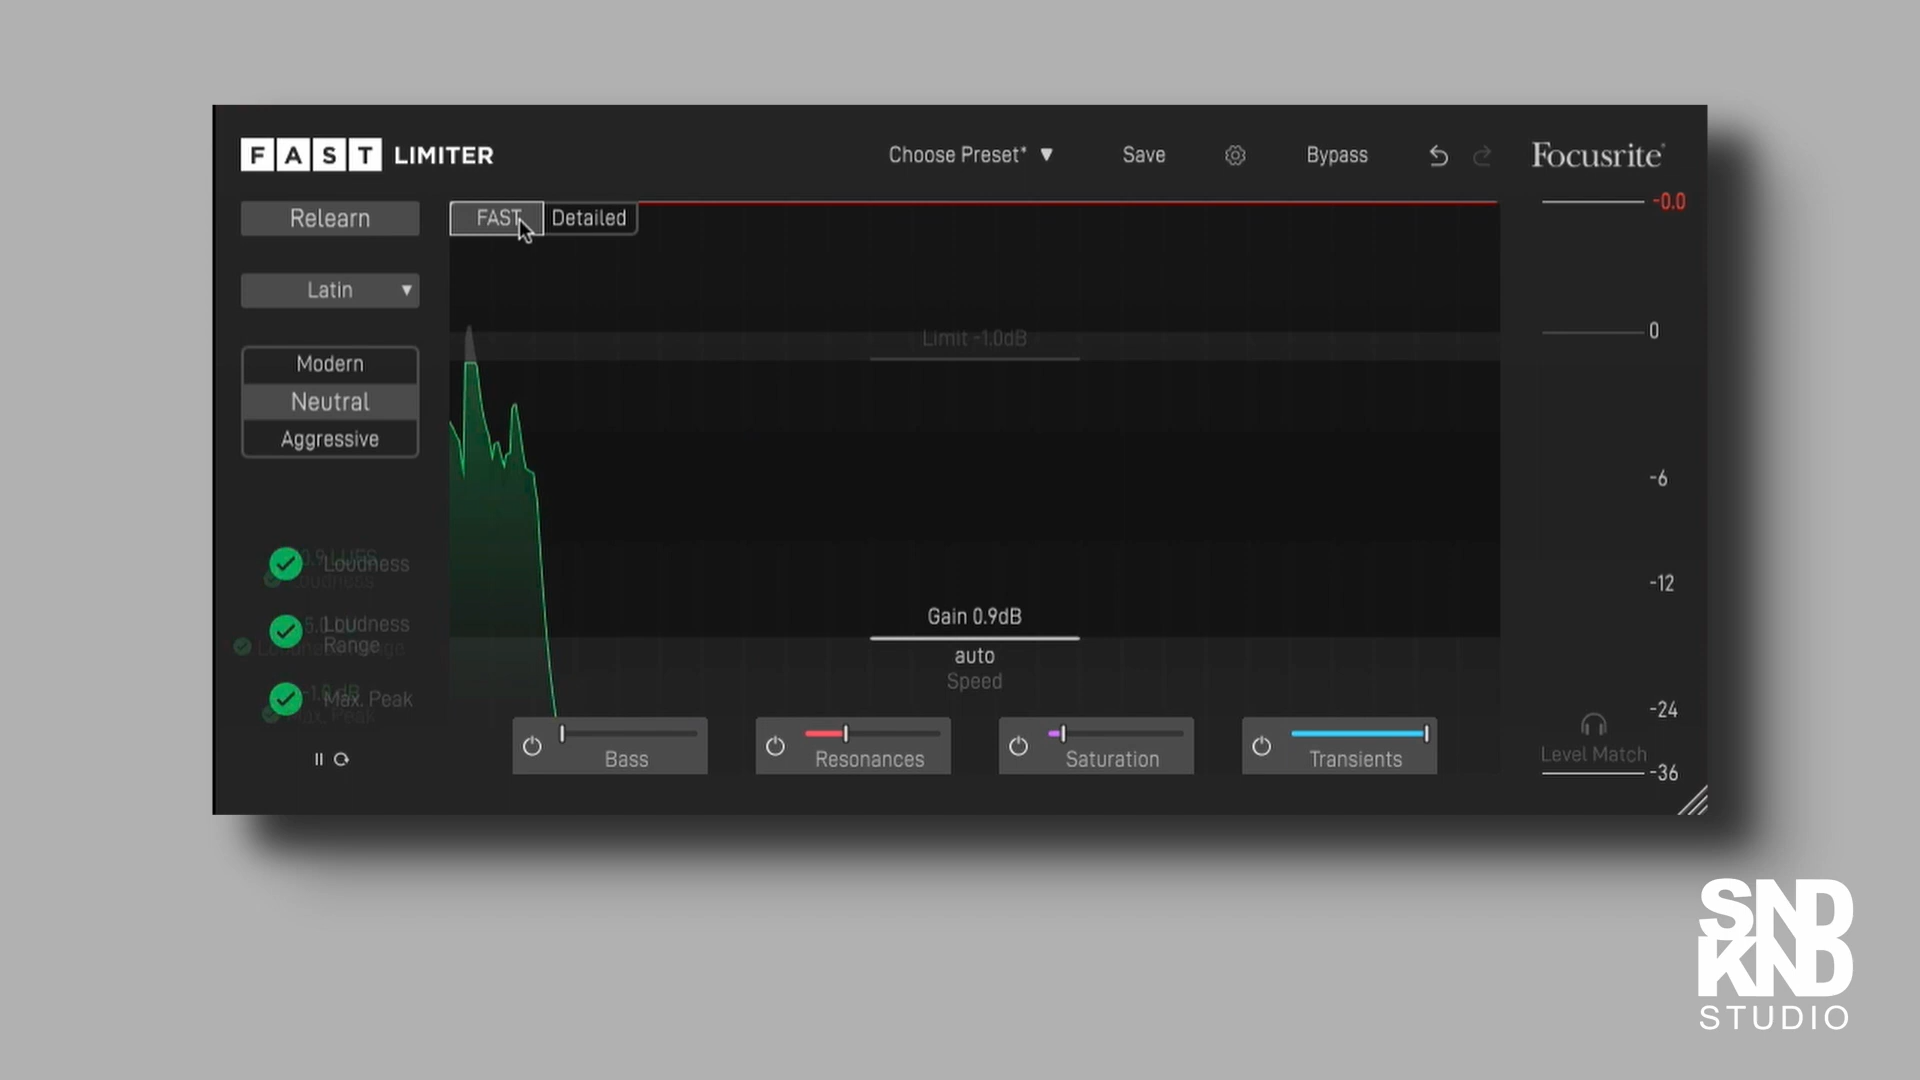 FAST LIMITER
Choose Preset*
Save
Bypass
Focusrite
Relearn
FAST
Detailed
-0.0
Latin
Limit -1.0dB
0
Modern
Neutral
Aggressive
-6
Loudness
Loudness
-12
Gain 0.9dB
Loudness
Range
auto
Speed
Max. Peak
-24
Bass
Resonances
Saturation
Transients
Level Match
-36
SND
KND
STUDIO